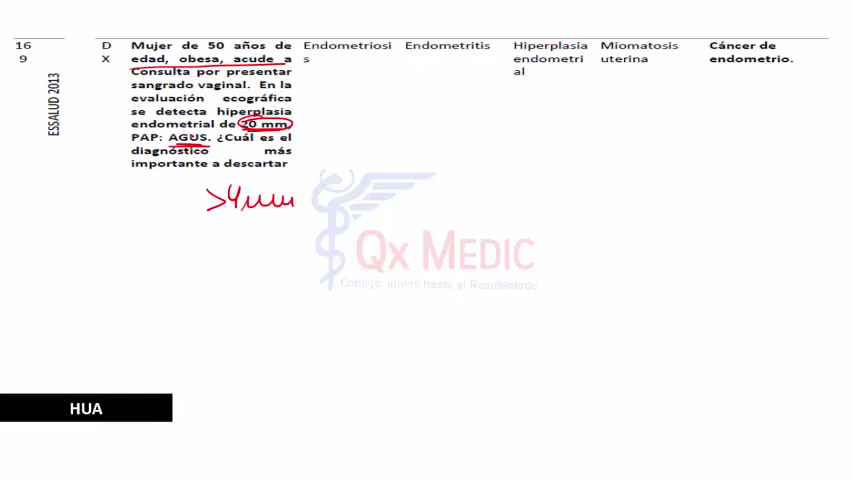 16
9
ESSALUD 2013
D
X
Mujer de 50 años de
edad, obesa, acude a
Consulta por presentar
sangrado vaginal. En la
evaluación ecográfica
se detecta hiperplasia
endometrial de 20 mm.
PAP: AGUS. ¿Cuál es el
diagnóstico más
importante a descartar
Endometriosi
s
Endometritis
Hiperplasia
endometri
al
Miomatosis
uterina
Cáncer de
endometrio.
>4mm
QX MEDIC
Contigo, juntos hasta el Residentado
HUA